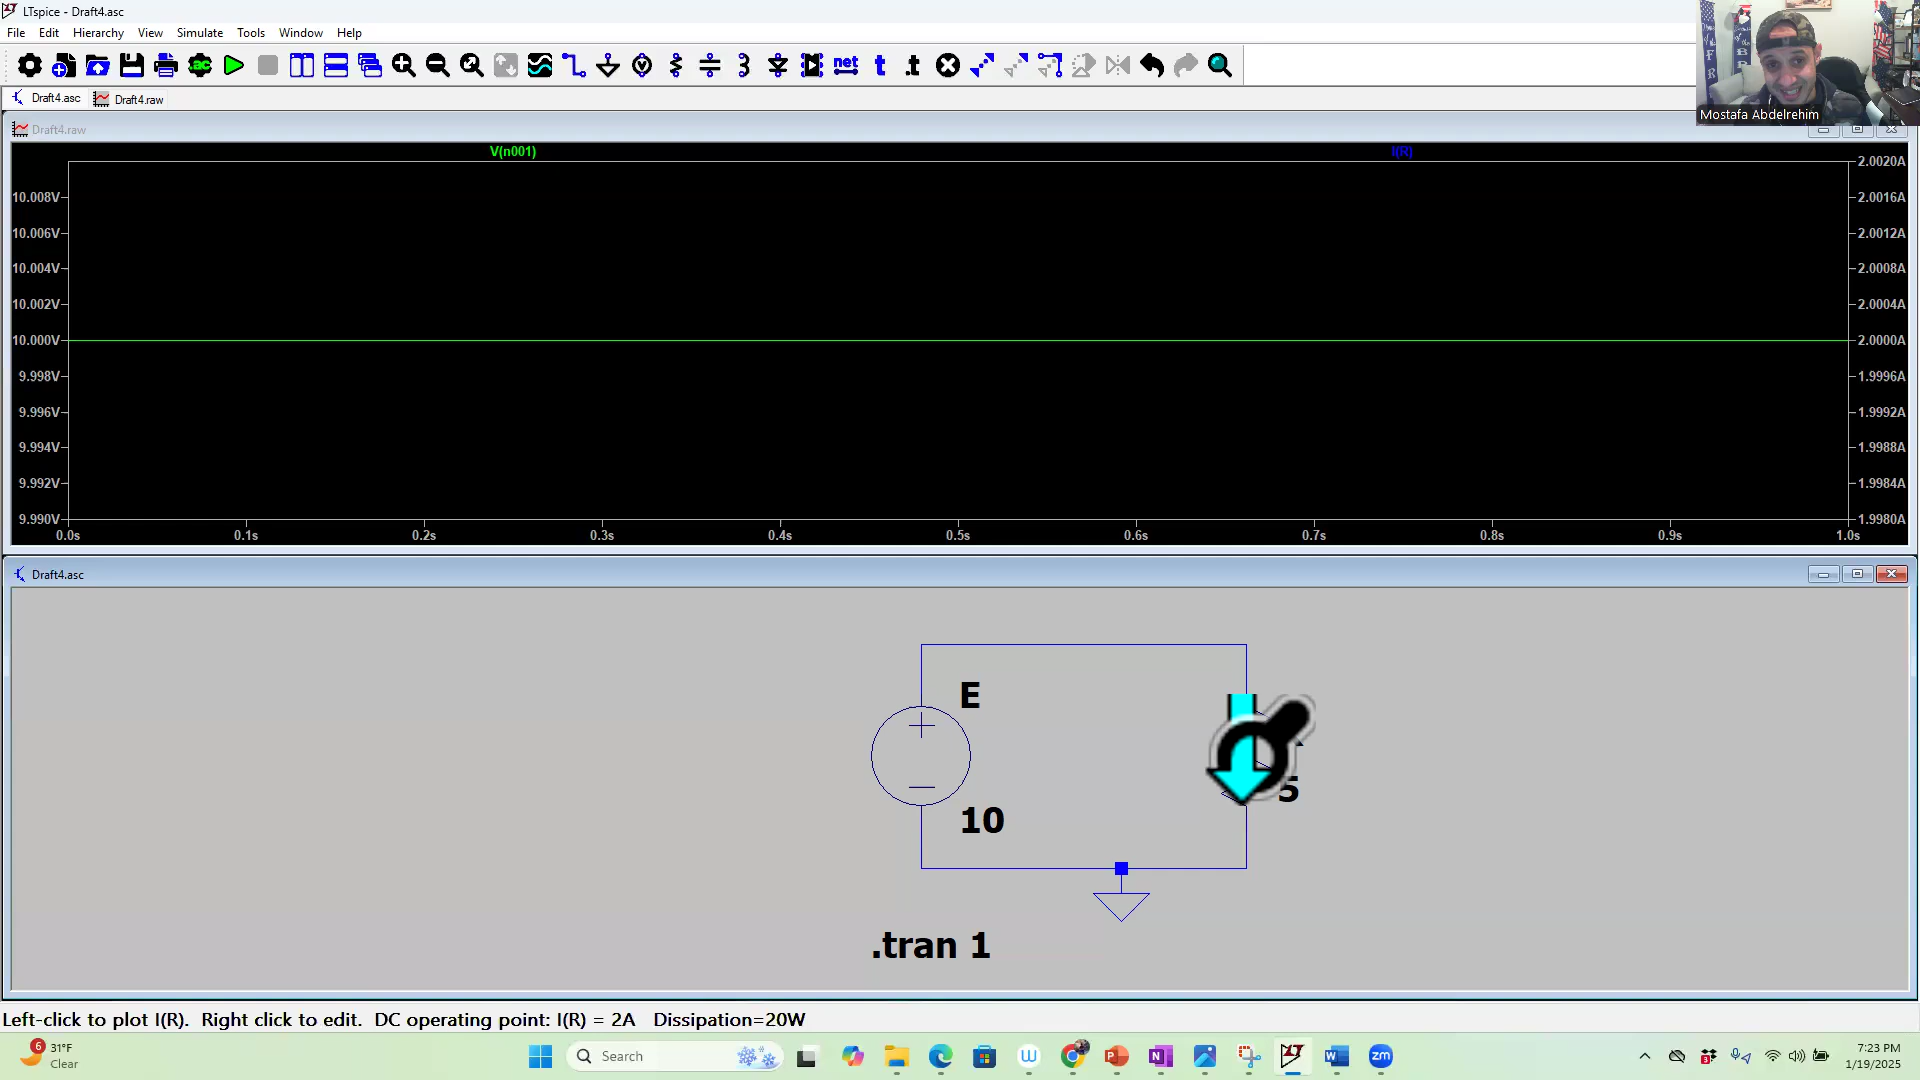 LTspice - Draft4.asc
File Edit Hierarchy View Simulate Tools Window Help
.ac net t .t
Draft4.asc Draft4.raw
Mostafa Abdelrehim
Draft4.raw
V(n001) I(R)
10.008V
10.006V
10.004V
10.002V
10.000V
9.998V
9.996V
9.994V
9.992V
9.990V
2.0020A
2.0016A
2.0012A
2.0008A
2.0004A
2.0000A
1.9996A
1.9992A
1.9988A
1.9984A
1.9980A
0.0s 0.1s 0.2s 0.3s 0.4s 0.5s 0.6s 0.7s 0.8s 0.9s 1.0s
Draft4.asc
E
10
5
.tran 1
Left-click to plot I(R). Right click to edit. DC operating point: I(R) = 2A Dissipation=20W
6
31°F
Clear
Search
zm
7:23 PM
1/19/2025